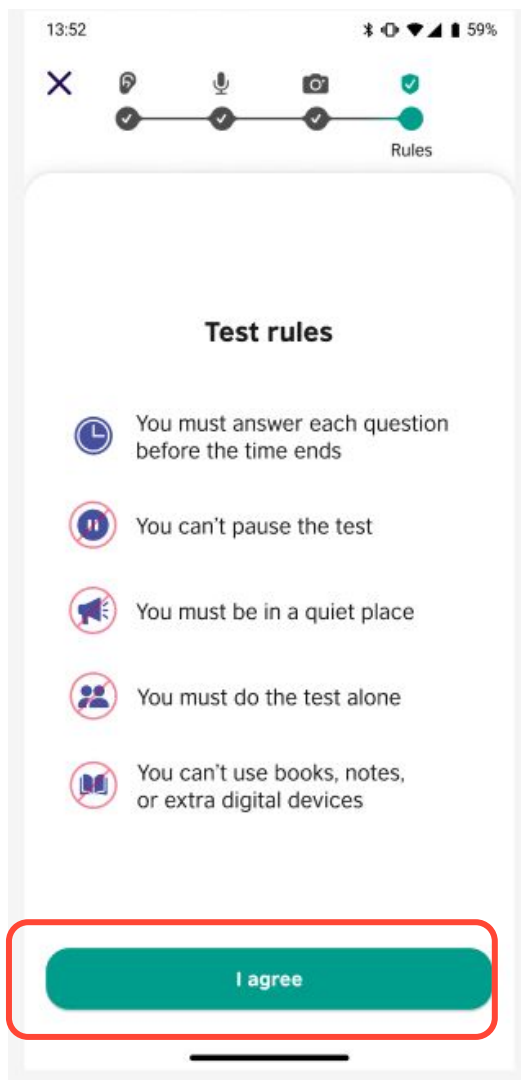 13:52
59%
Rules
Test rules
You must answer each question
before the time ends
You can't pause the test
You must be in a quiet place
You must do the test alone
You can't use books, notes,
or extra digital devices
I agree